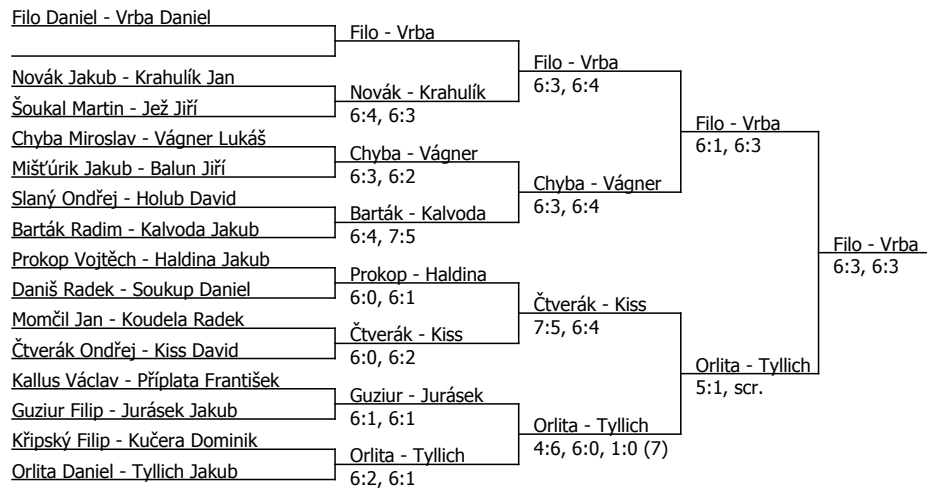 Filo Daniel - Vrba Daniel
Novák Jakub - Krahulík Jan
Šoukal Martin - Jež Jiří
Chyba Miroslav - Vágner Lukáš
Mišťúrik Jakub - Balun Jiří
Slaný Ondřej - Holub David
Barták Radim - Kalvoda Jakub
Prokop Vojtěch - Haldina Jakub
Daniš Radek - Soukup Daniel
Momčil Jan - Koudela Radek
Čtverák Ondřej - Kiss David
Kallus Václav - Příplata František
Guziur Filip - Jurásek Jakub
Křipský Filip - Kučera Dominik
Orlita Daniel - Tyllich Jakub
Filo - Vrba
Novák - Krahulík
6:4, 6:3
Chyba - Vágner
6:3, 6:2
Barták - Kalvoda
6:4, 7:5
Prokop - Haldina
6:0, 6:1
Čtverák - Kiss
6:0, 6:2
Guziur - Jurásek
6:1, 6:1
Orlita - Tyllich
6:2, 6:1
Filo - Vrba
6:3, 6:4
Chyba - Vágner
6:3, 6:4
Čtverák - Kiss
7:5, 6:4
Orlita - Tyllich
4:6, 6:0, 1:0 (7)
Filo - Vrba
6:1, 6:3
Orlita - Tyllich
5:1, scr.
Filo - Vrba
6:3, 6:3